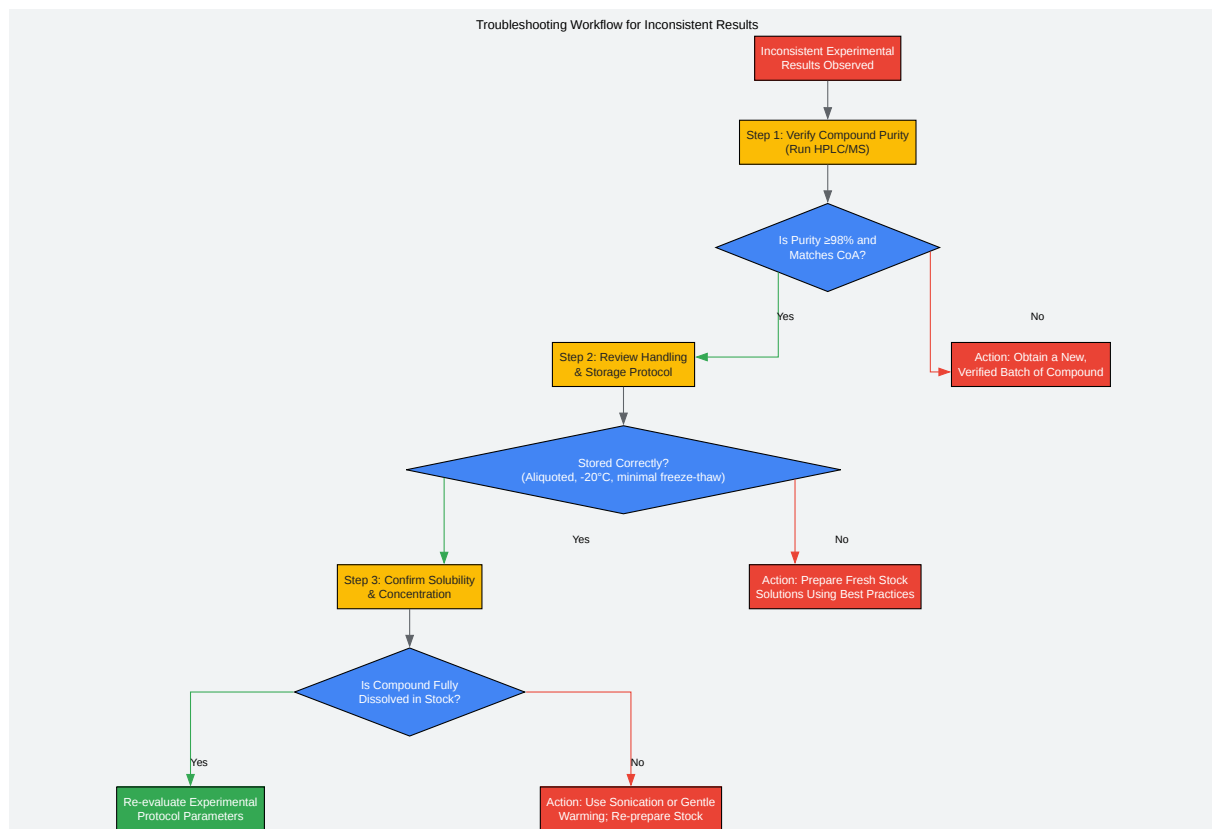 Troubleshooting Workflow for Inconsistent Results
Inconsistent Experimental
Results Observed
Step 1: Verify Compound Purity
(Run HPLC/MS)
Is Purity ≥98% and
Matches CoA?
Yes
No
Step 2: Review Handling
& Storage Protocol
Action: Obtain a New,
Verified Batch of Compound
Stored Correctly?
(Aliquoted, -20°C, minimal freeze-thaw)
Yes
No
Step 3: Confirm Solubility
& Concentration
Action: Prepare Fresh Stock
Solutions Using Best Practices
Is Compound Fully
Dissolved in Stock?
Yes
No
Re-evaluate Experimental
Protocol Parameters
Action: Use Sonication or Gentle
Warming; Re-prepare Stock